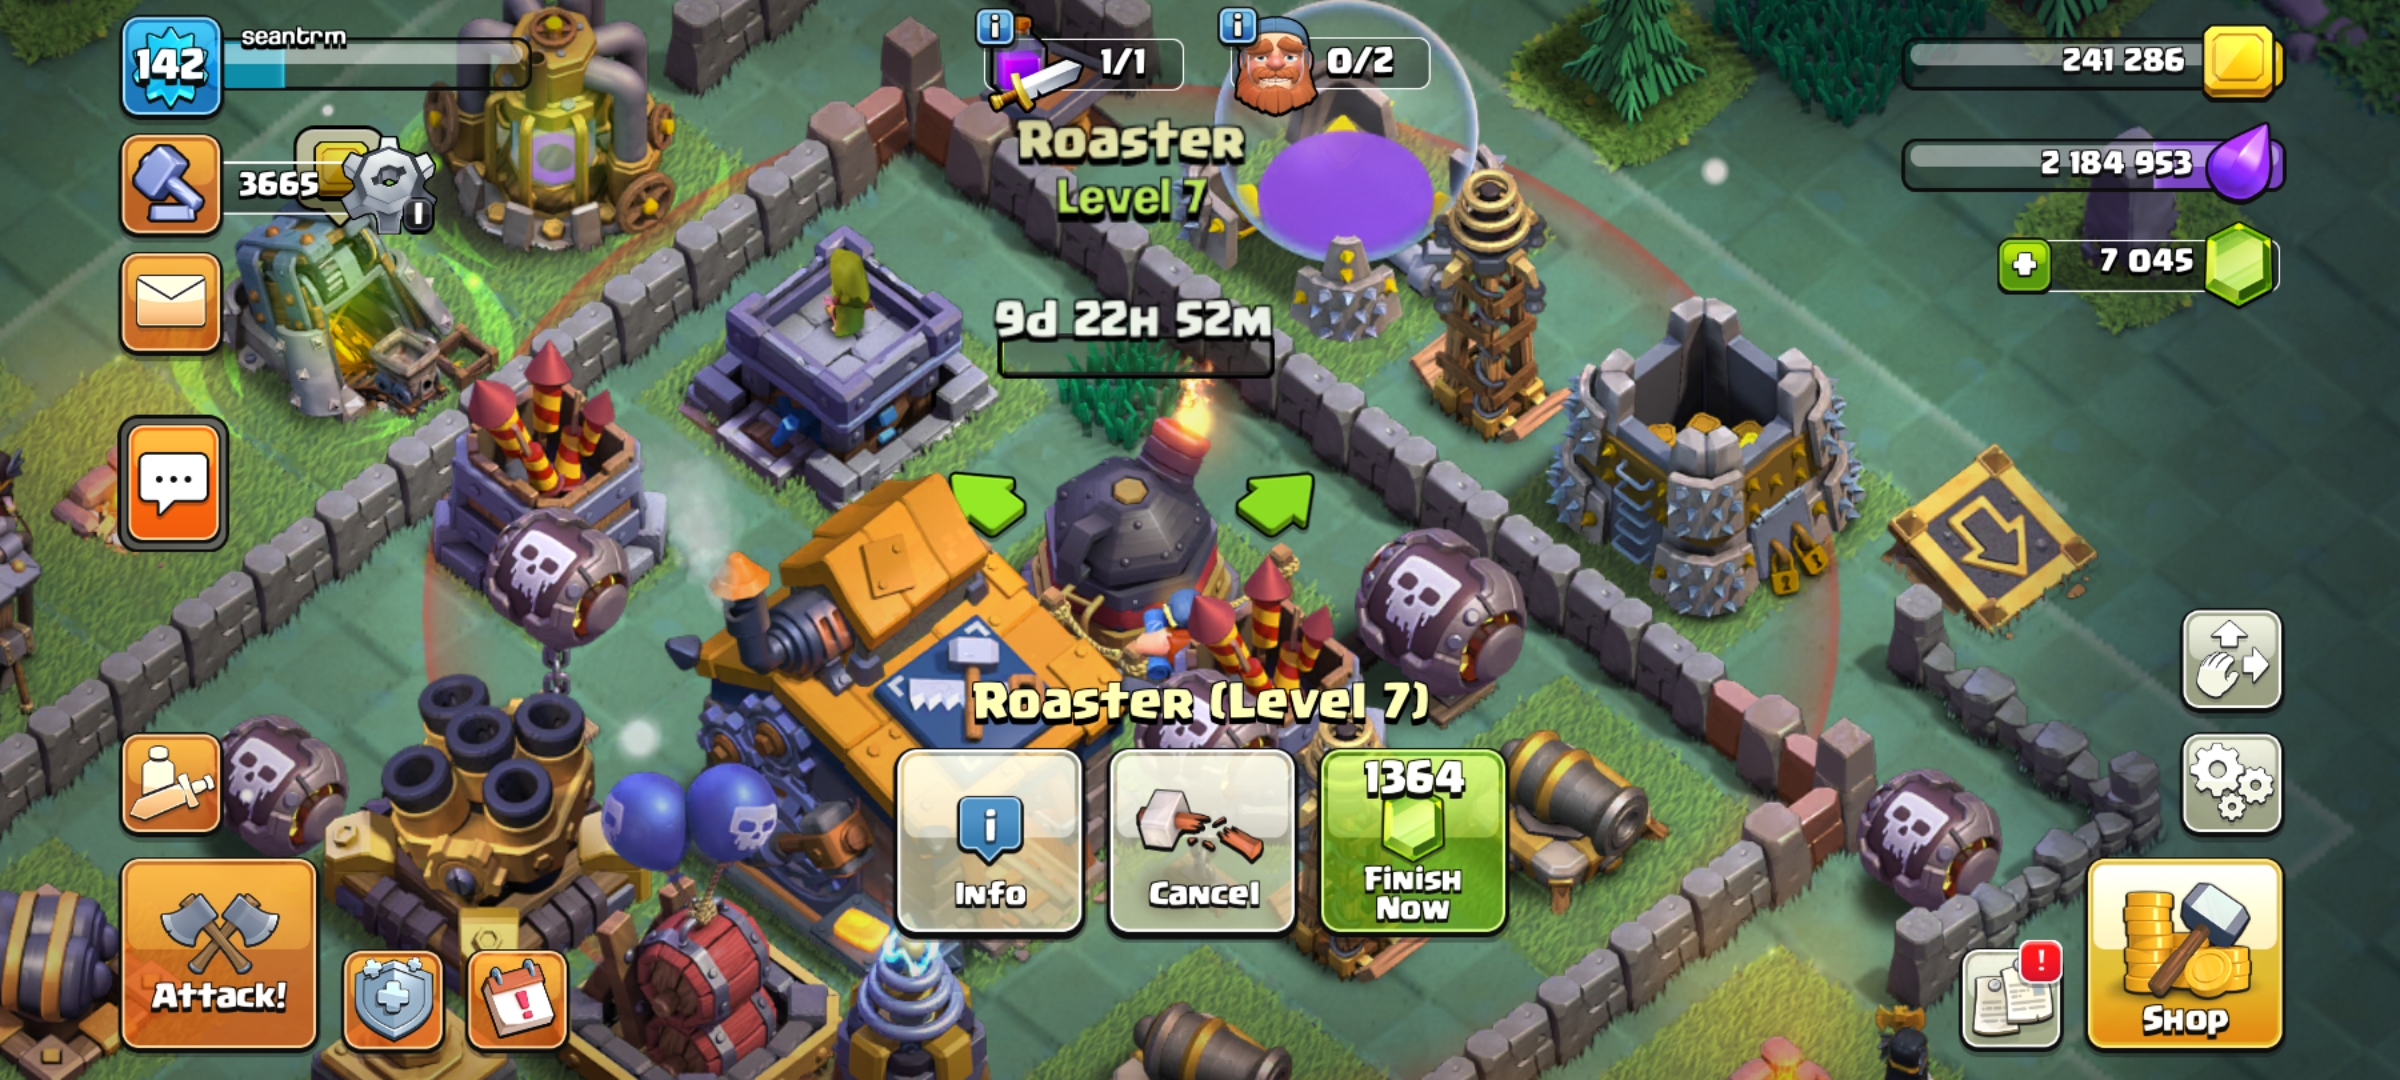 142
seantrm
1/1
0/2
241 286
3665
I
Roaster
Level 7
2 184 953
7 045
9d 22h 52m
Roaster (Level 7)
Info
Cancel
1364
Finish
Now
Attack!
Shop